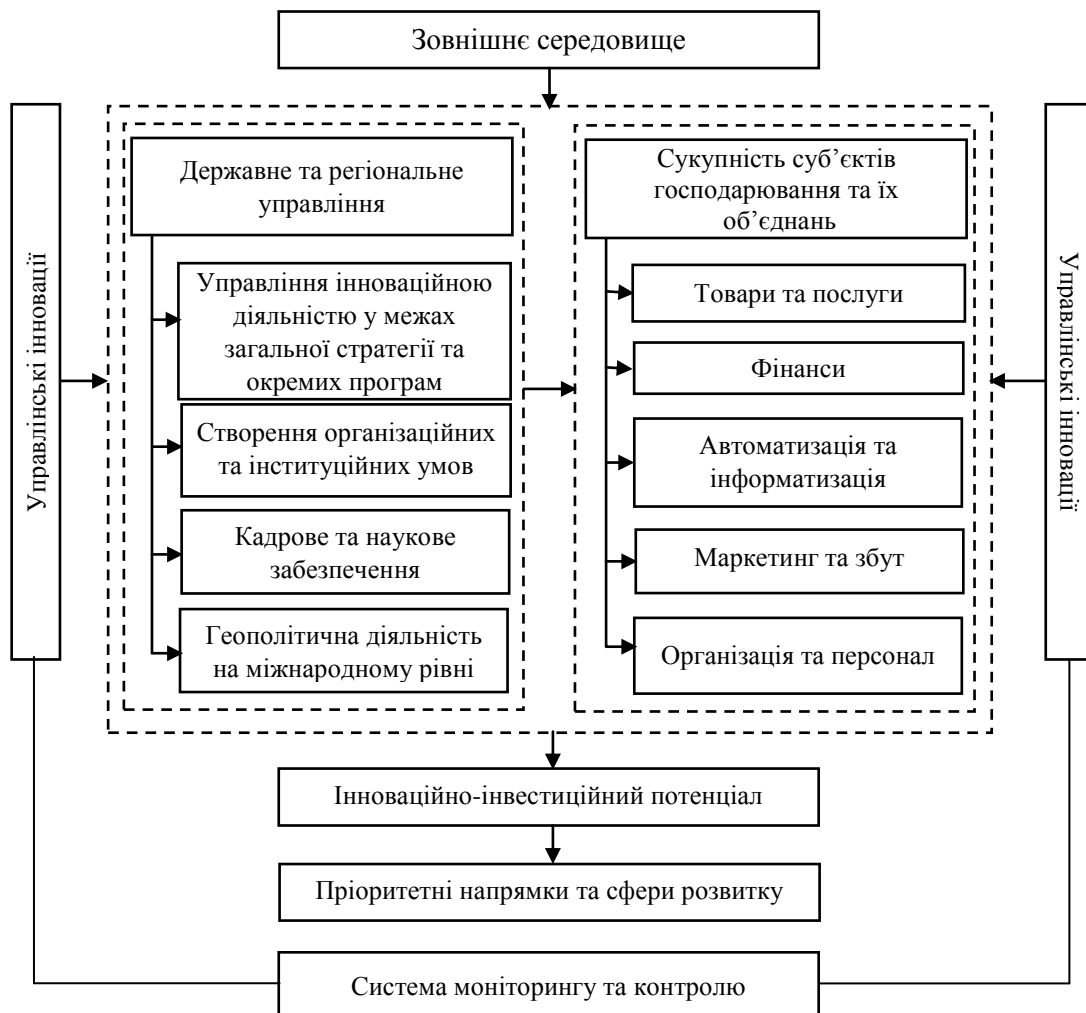 Зовнішнє середовище
Управлінські інновації
Державне та регіональне
управління
Управління інноваційною
діяльністю у межах
загальної стратегії та
окремих програм
Створення організаційних
та інституційних умов
Кадрове та наукове
забезпечення
Геополітична діяльність
на міжнародному рівні
Сукупність суб’єктів
господарювання та їх
об’єднань
Товари та послуги
Фінанси
Автоматизація та
інформатизація
Маркетинг та збут
Організація та персонал
Управлінські інновації
Інноваційно-інвестиційний потенціал
Пріоритетні напрямки та сфери розвитку
Система моніторингу та контролю